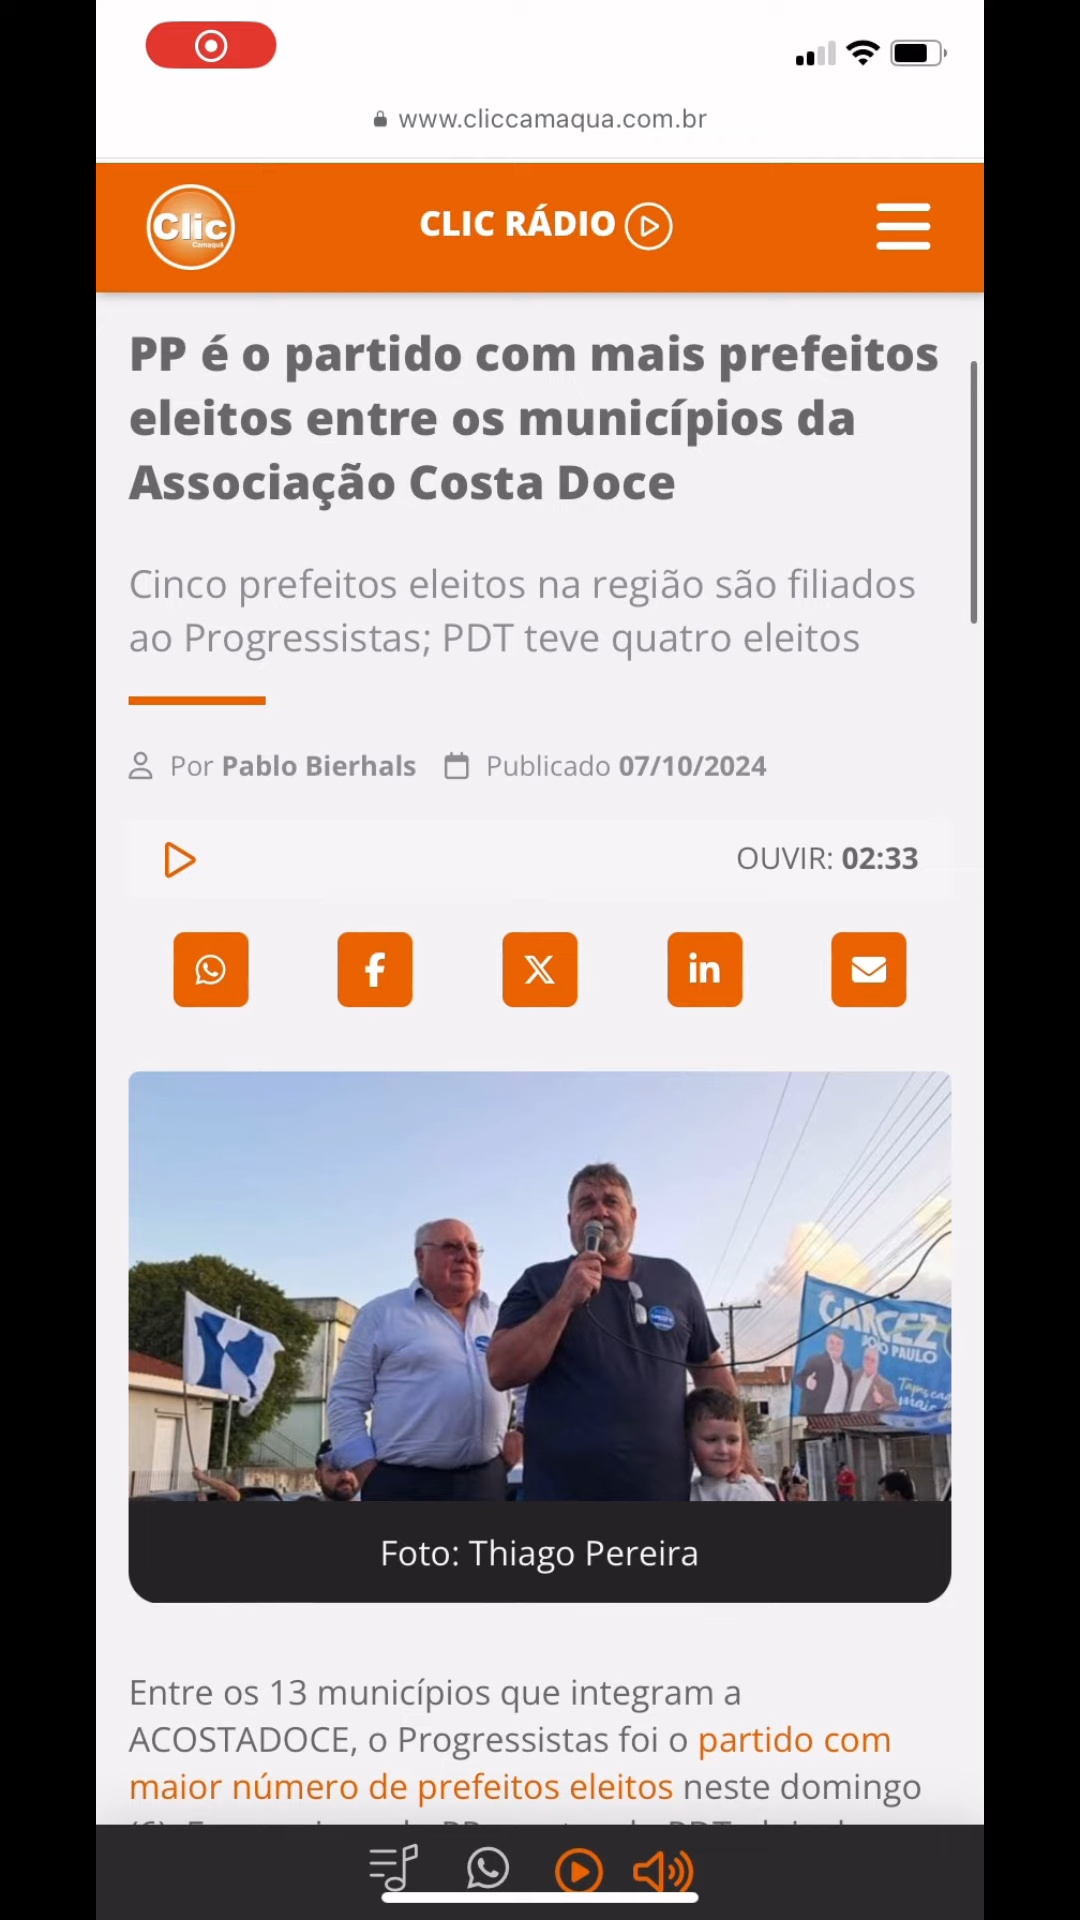 www.cliccamaqua.com.br
Clic
Camaquã
CLIC RÁDIO
PP é o partido com mais prefeitos
eleitos entre os municípios da
Associação Costa Doce
Cinco prefeitos eleitos na região são filiados
ao Progressistas; PDT teve quatro eleitos
Por Pablo Bierhals Publicado 07/10/2024
OUVIR: 02:33
GARCEZ
PAULO
Foto: Thiago Pereira
Entre os 13 municípios que integram a
ACOSTADOCE, o Progressistas foi o partido com
maior número de prefeitos eleitos neste domingo